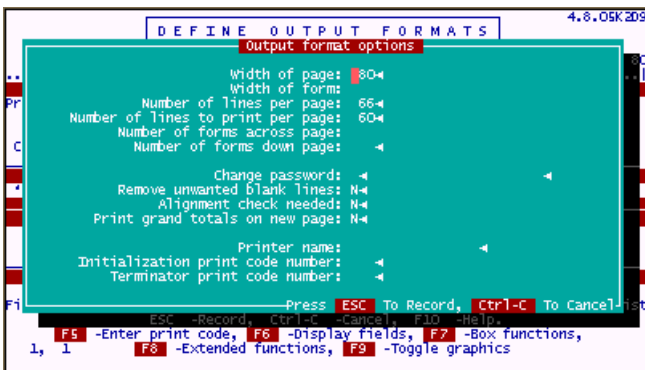 4.8.05K2D9
DEFINE OUTPUT FORMATS
Output format options
Width of page: 80
Width of form:
Number of lines per page: 66
Number of lines to print per page: 60
Number of forms across page:
Number of forms down page:
Change password:
Remove unwanted blank lines: N
Alignment check needed: N
Print grand totals on new page: N
Printer name:
Initialization print code number:
Terminator print code number:
Press ESC To Record, Ctrl-C To Cancel
ESC -Record, Ctrl-C -Cancel, F10 -Help.
F5 -Enter print code, F6 -Display fields, F7 -Box functions,
1, 1 F8 -Extended functions, F9 -Toggle graphics